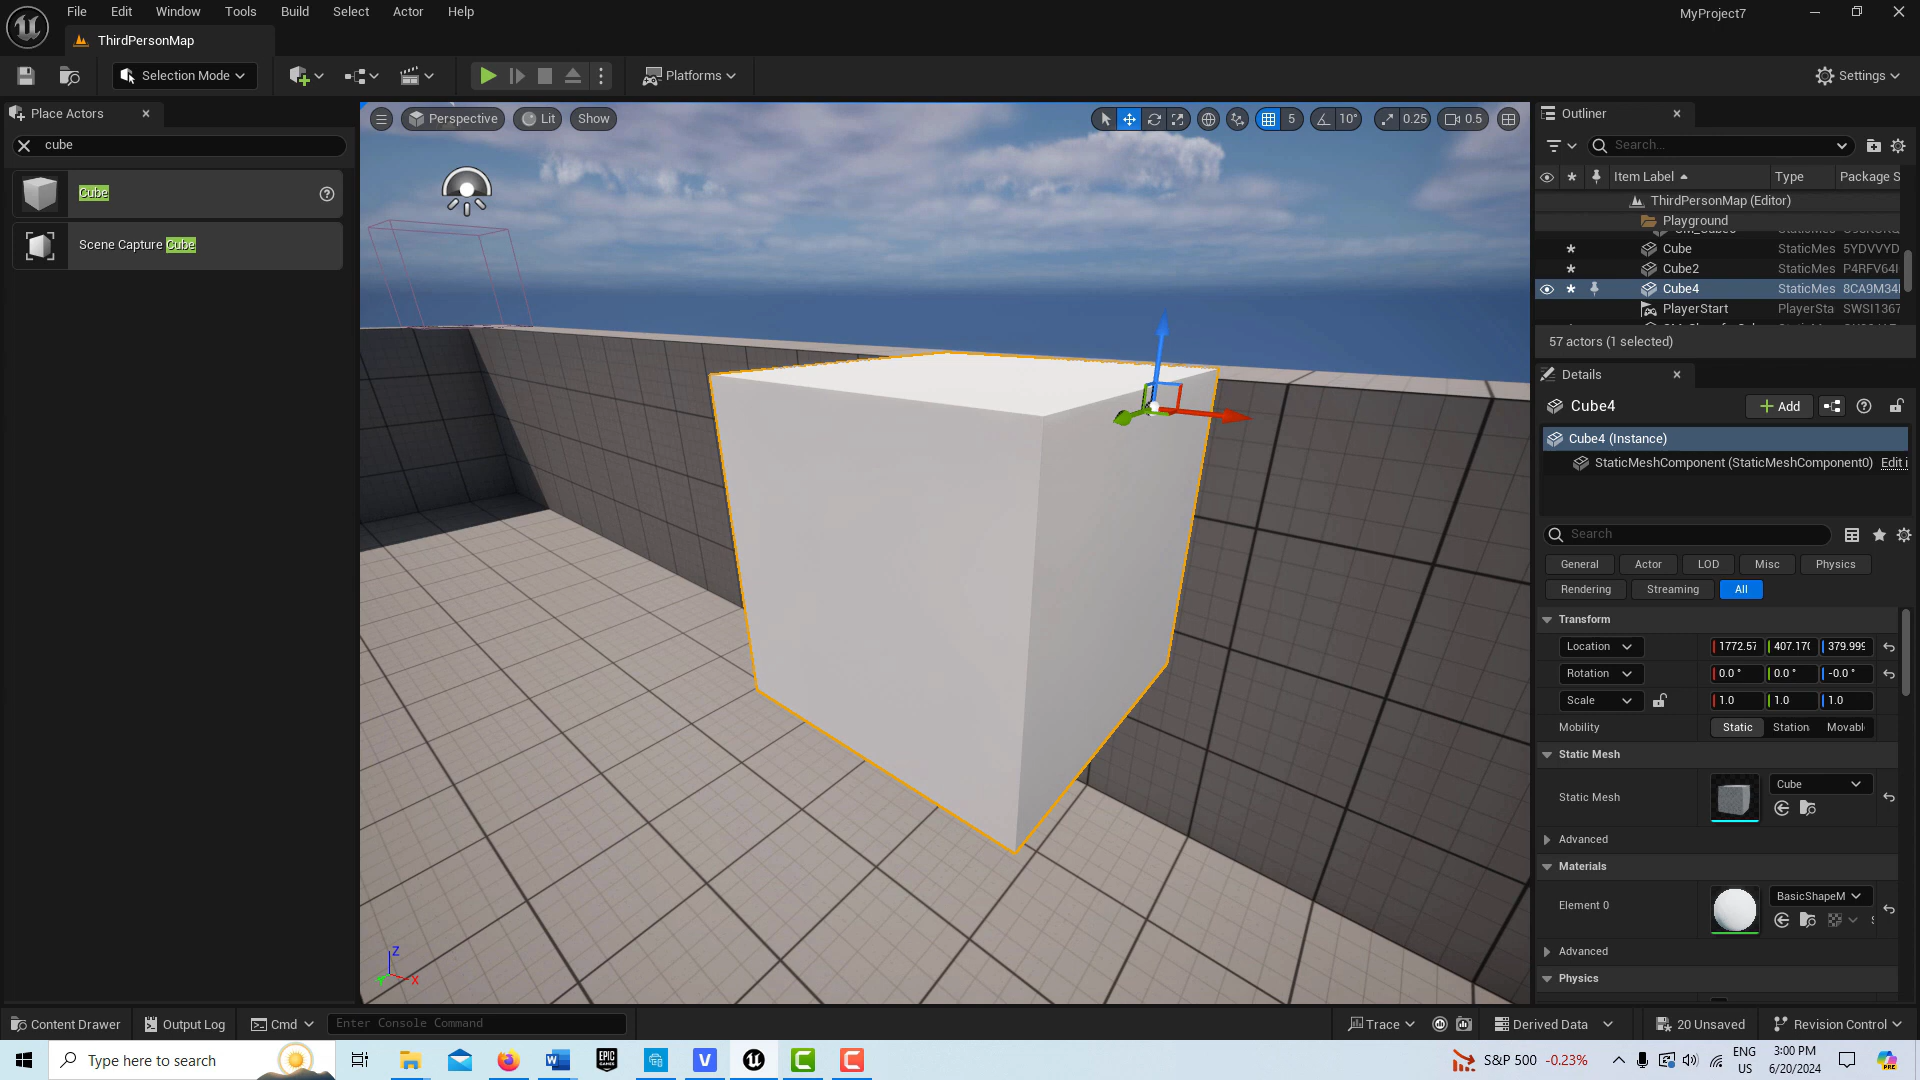 File Edit Window Tools Build Select Actor Help
MyProject7
ThirdPersonMap
Selection Mode
Platforms
Settings
Place Actors
cube
Cube
Scene Capture Cube
Perspective
Lit
Show
5
10°
0.25
0.5
Outliner
Search...
Item Label Type Package S
ThirdPersonMap (Editor)
Playground
Cube StaticMes 5YDVVYD
Cube2 StaticMes P4RFV64I
Cube4 StaticMes 8CA9M34I
PlayerStart PlayerSta SWSI1367
57 actors (1 selected)
Details
Cube4
Add
Cube4 (Instance)
StaticMeshComponent (StaticMeshComponent0) Edit i
Search
General Actor LOD Misc Physics
Rendering Streaming All
Transform
Location 1772.57 407.170 379.999
Rotation 0.0 ° 0.0 ° -0.0 °
Scale 1.0 1.0 1.0
Mobility Static Station Movabl
Static Mesh
Static Mesh
Cube
Advanced
Materials
Element 0
BasicShapeM
Advanced
Physics
Z
X
Content Drawer Output Log Cmd Enter Console Command
Trace Derived Data 20 Unsaved Revision Control
Type here to search
S&P 500 -0.23%
ENG
US
3:00 PM
6/20/2024